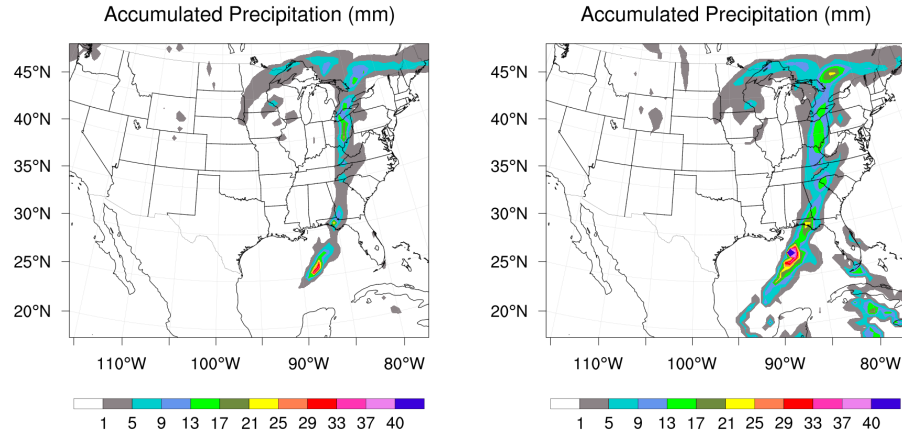 Accumulated Precipitation (mm)
45°N
40°N
35°N
30°N
25°N
20°N
110°W 100°W 90°W 80°W
1 5 9 13 17 21 25 29 33 37 40
Accumulated Precipitation (mm)
45°N
40°N
35°N
30°N
25°N
20°N
110°W 100°W 90°W 80°W
1 5 9 13 17 21 25 29 33 37 40